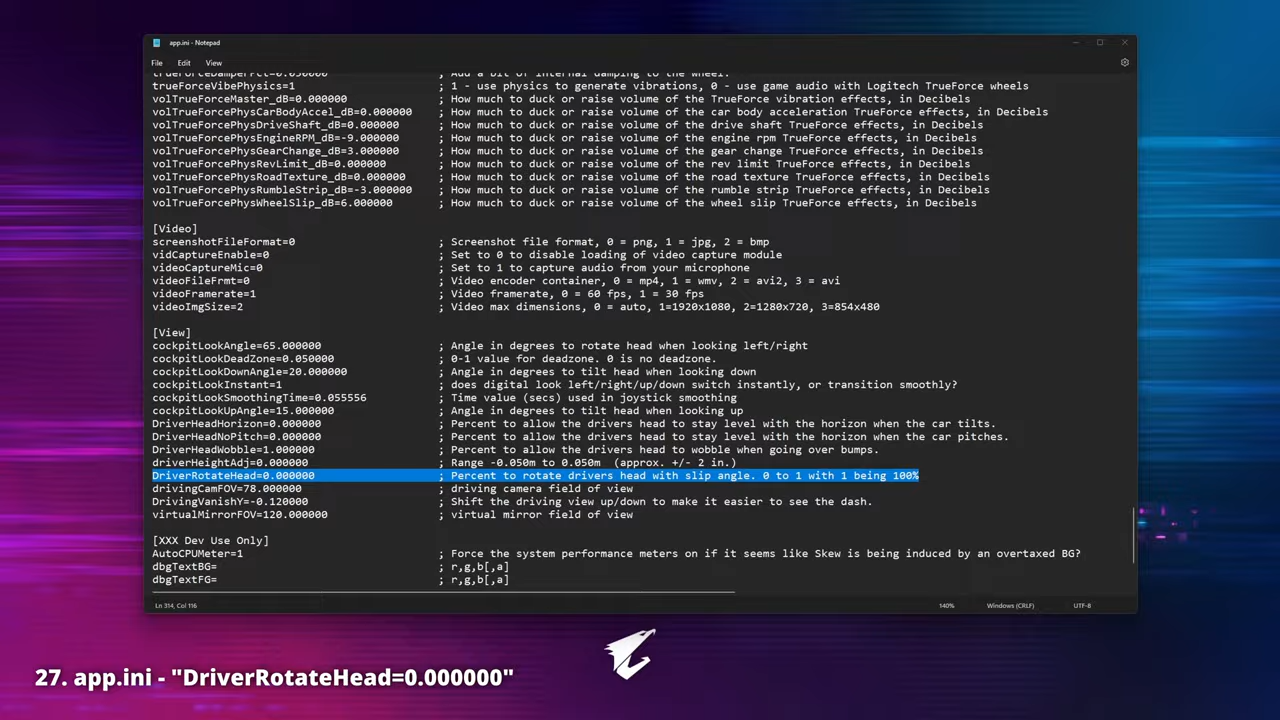 app.ini - Notepad
File Edit View
trueForceDamperPct=0.050000 ; Add a bit of internal damping to the wheel.
trueForceVibePhysics=1 ; 1 - use physics to generate vibrations, 0 - use game audio with Logitech TrueForce wheels
volTrueForceMaster_dB=0.000000 ; How much to duck or raise volume of the TrueForce vibration effects, in Decibels
volTrueForcePhysCarBodyAccel_dB=0.000000 ; How much to duck or raise volume of the car body acceleration TrueForce effects, in Decibels
volTrueForcePhysDriveShaft_dB=0.000000 ; How much to duck or raise volume of the drive shaft TrueForce effects, in Decibels
volTrueForcePhysEngineRPM_dB=-9.000000 ; How much to duck or raise volume of the engine rpm TrueForce effects, in Decibels
volTrueForcePhysGearChange_dB=3.000000 ; How much to duck or raise volume of the gear change TrueForce effects, in Decibels
volTrueForcePhysRevLimit_dB=0.000000 ; How much to duck or raise volume of the rev limit TrueForce effects, in Decibels
volTrueForcePhysRoadTexture_dB=0.000000 ; How much to duck or raise volume of the road texture TrueForce effects, in Decibels
volTrueForcePhysRumbleStrip_dB=-3.000000 ; How much to duck or raise volume of the rumble strip TrueForce effects, in Decibels
volTrueForcePhysWheelSlip_dB=6.000000 ; How much to duck or raise volume of the wheel slip TrueForce effects, in Decibels
[Video]
screenshotFileFormat=0 ; Screenshot file format, 0 = png, 1 = jpg, 2 = bmp
vidCaptureEnable=0 ; Set to 0 to disable loading of video capture module
videoCaptureMic=0 ; Set to 1 to capture audio from your microphone
videoFileFrmt=0 ; Video encoder container, 0 = mp4, 1 = wmv, 2 = avi2, 3 = avi
videoFramerate=1 ; Video framerate, 0 = 60 fps, 1 = 30 fps
videoImgSize=2 ; Video max dimensions, 0 = auto, 1=1920x1080, 2=1280x720, 3=854x480
[View]
cockpitLookAngle=65.000000 ; Angle in degrees to rotate head when looking left/right
cockpitLookDeadZone=0.050000 ; 0-1 value for deadzone. 0 is no deadzone.
cockpitLookDownAngle=20.000000 ; Angle in degrees to tilt head when looking down
cockpitLookInstant=1 ; does digital look left/right/up/down switch instantly, or transition smoothly?
cockpitLookSmoothingTime=0.055556 ; Time value (secs) used in joystick smoothing
cockpitLookUpAngle=15.000000 ; Angle in degrees to tilt head when looking up
DriverHeadHorizon=0.000000 ; Percent to allow the drivers head to stay level with the horizon when the car tilts.
DriverHeadNoPitch=0.000000 ; Percent to allow the drivers head to stay level with the horizon when the car pitches.
DriverHeadWobble=1.000000 ; Percent to allow the drivers head to wobble when going over bumps.
driverHeightAdj=0.000000 ; Range -0.050m to 0.050m (approx. +/- 2 in.)
DriverRotateHead=0.000000 ; Percent to rotate drivers head with slip angle. 0 to 1 with 1 being 100%
drivingCamFOV=78.000000 ; driving camera field of view
drivingVanishY=-0.120000 ; shift the driving view up/down to make it easier to see the dash.
virtualMirrorFOV=120.000000 ; virtual mirror field of view
[XXX Dev Use Only]
AutoCPUMeter=1 ; Force the system performance meters on if it seems like Skew is being induced by an overtaxed BG?
dbgTextBG= ; r,g,b[,a]
dbgTextFG= ; r,g,b[,a]
Ln 314, Col 116 140% Windows (CRLF) UTF-8
27. app.ini - "DriverRotateHead=0.000000"